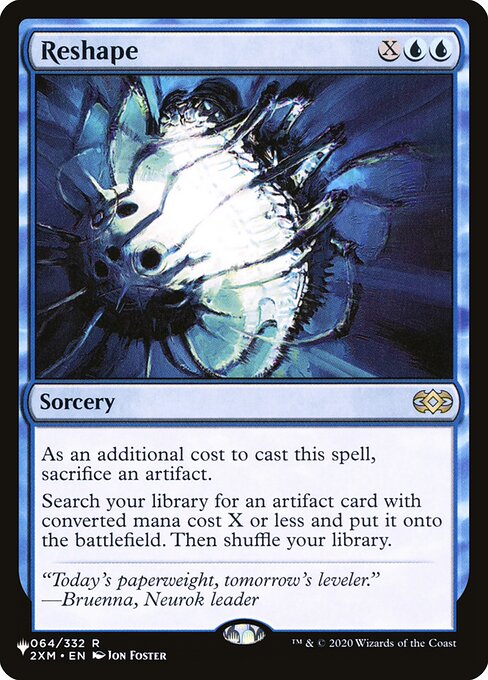 Reshape X
Sorcery
As an additional cost to cast this spell,
sacrifice an artifact.
Search your library for an artifact card with
converted mana cost X or less and put it onto
the battlefield. Then shuffle your library.
“Today’s paperweight, tomorrow’s leveler.”
—Bruenna, Neurok leader
064/332 R
2XM • EN Jon Foster
™ & © 2020 Wizards of the Coast